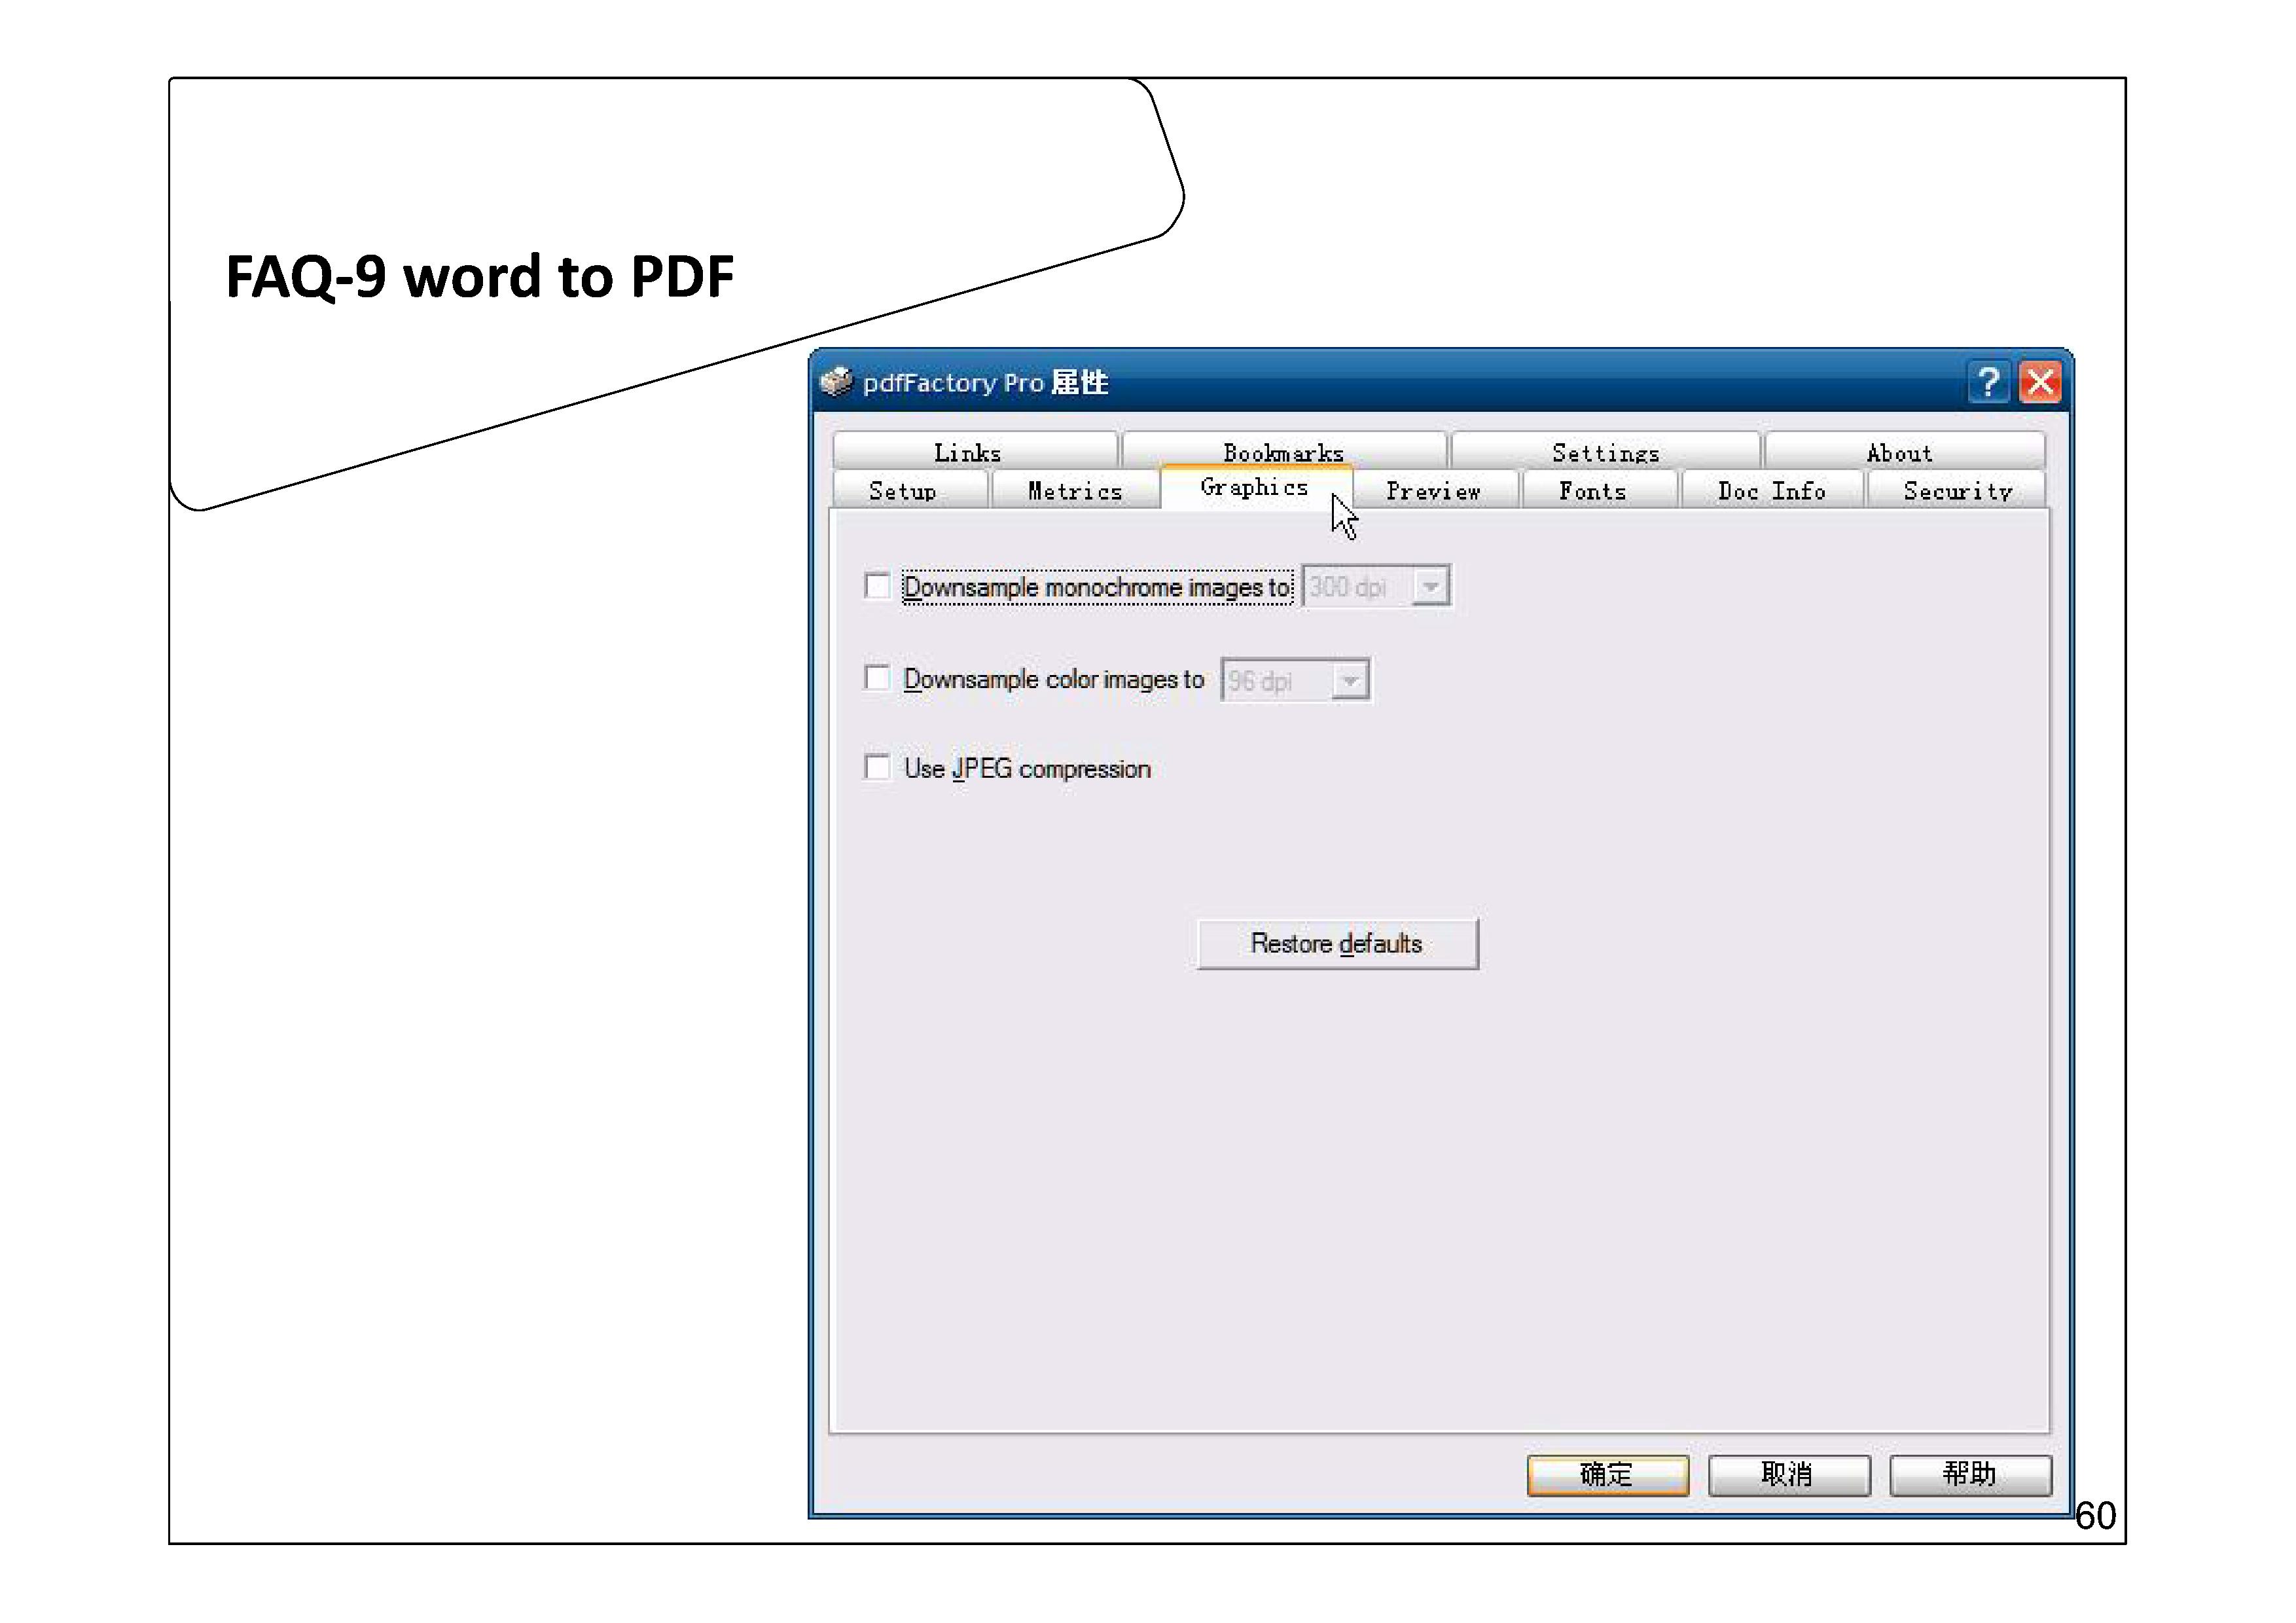 FAQ-9 word to PDF
pdfFactory Pro 属性
Links Bookmarks Settings About
Setup Metrics Graphics Preview Fonts Doc Info Security
Downsample monochrome images to 300 dpi
Downsample color images to 96 dpi
Use JPEG compression
Restore defaults
确定 取消 帮助
60